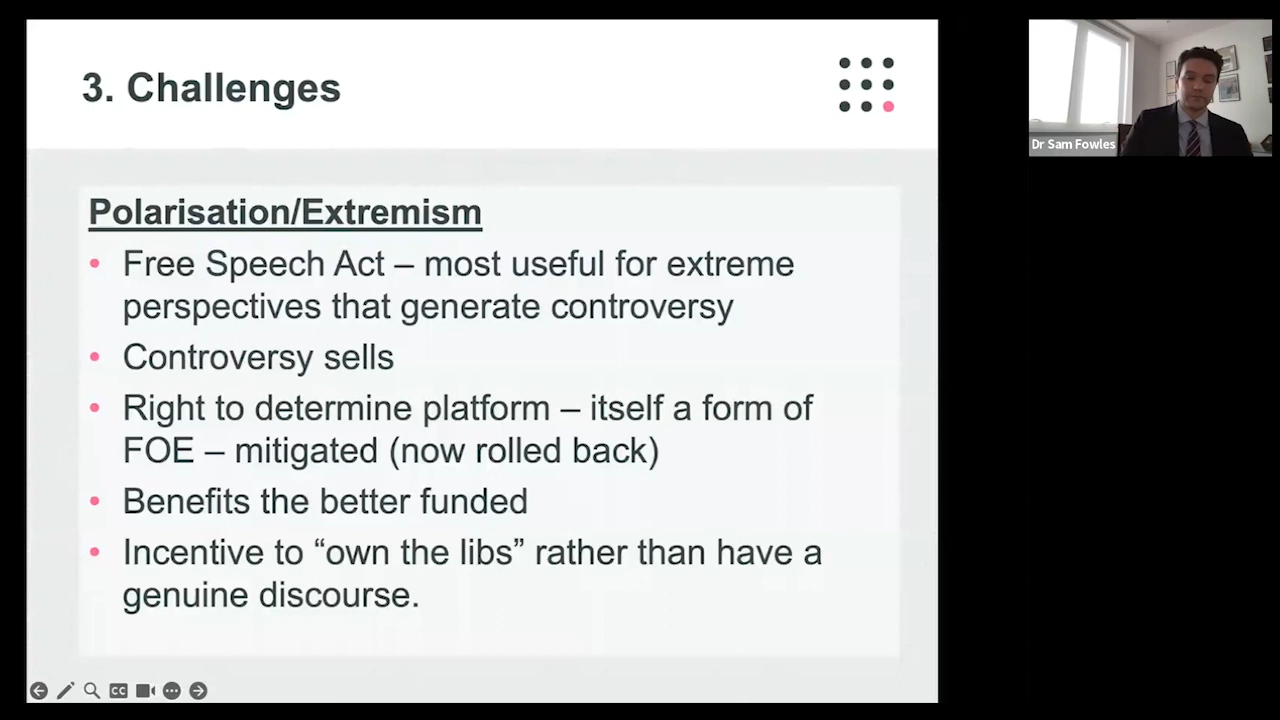 3. Challenges
Dr Sam Fowles
Polarisation/Extremism
• Free Speech Act – most useful for extreme
perspectives that generate controversy
• Controversy sells
• Right to determine platform – itself a form of
FOE – mitigated (now rolled back)
• Benefits the better funded
• Incentive to “own the libs” rather than have a
genuine discourse.
CC